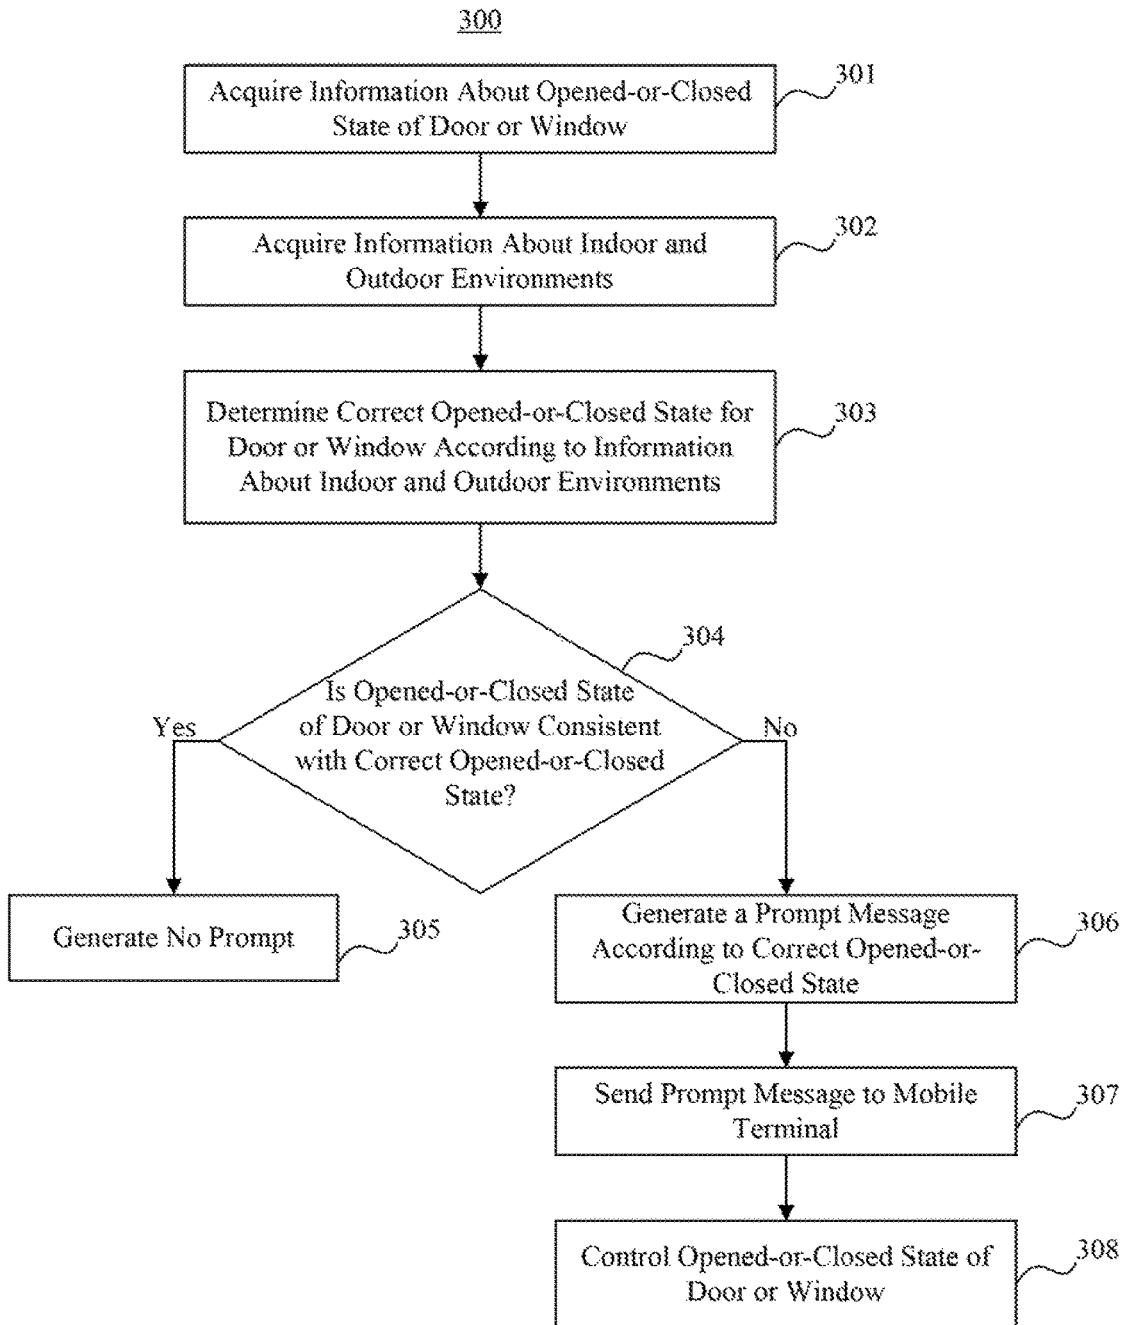 300
Acquire Information About Opened-or-Closed
State of Door or Window
301
Acquire Information About Indoor and
Outdoor Environments
302
Determine Correct Opened-or-Closed State for
Door or Window According to Information
About Indoor and Outdoor Environments
303
304
Is Opened-or-Closed State
of Door or Window Consistent
with Correct Opened-or-Closed
State?
Yes
No
Generate No Prompt
305
Generate a Prompt Message
According to Correct Opened-or-
Closed State
306
Send Prompt Message to Mobile
Terminal
307
Control Opened-or-Closed State of
Door or Window
308